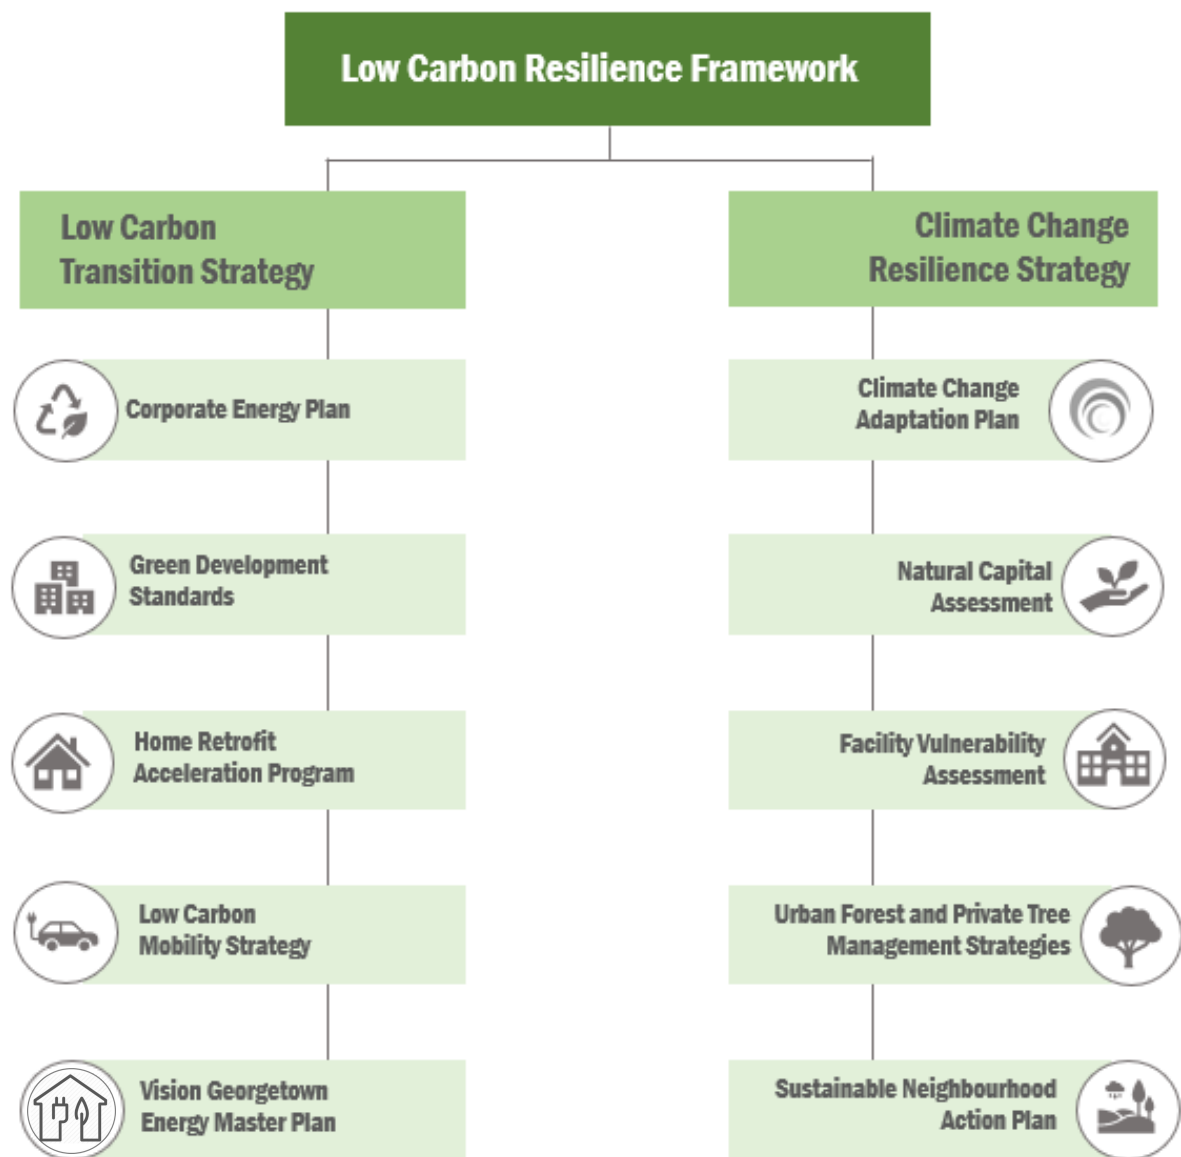 Low Carbon Resilience Framework
Low Carbon
Transition Strategy
Corporate Energy Plan
Green Development
Standards
Home Retrofit
Acceleration Program
Low Carbon
Mobility Strategy
Vision Georgetown
Energy Master Plan
Climate Change
Resilience Strategy
Climate Change
Adaptation Plan
Natural Capital
Assessment
Facility Vulnerability
Assessment
Urban Forest and Private Tree
Management Strategies
Sustainable Neighbourhood
Action Plan